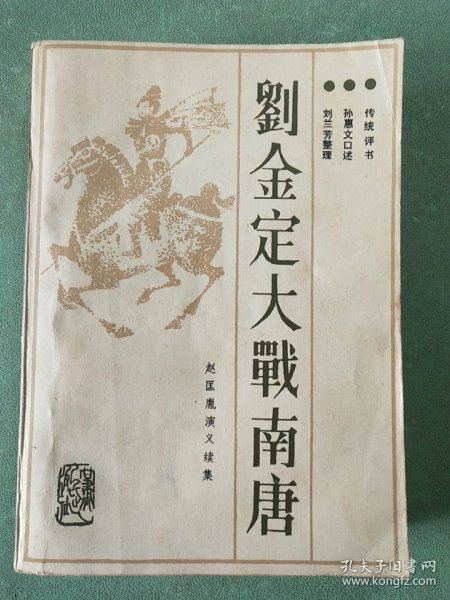 传统评书
孙惠文口述
刘兰芳整理
劉金定大戰南唐
赵匡胤演义续集
孔夫子旧书网
www.kongfz.com